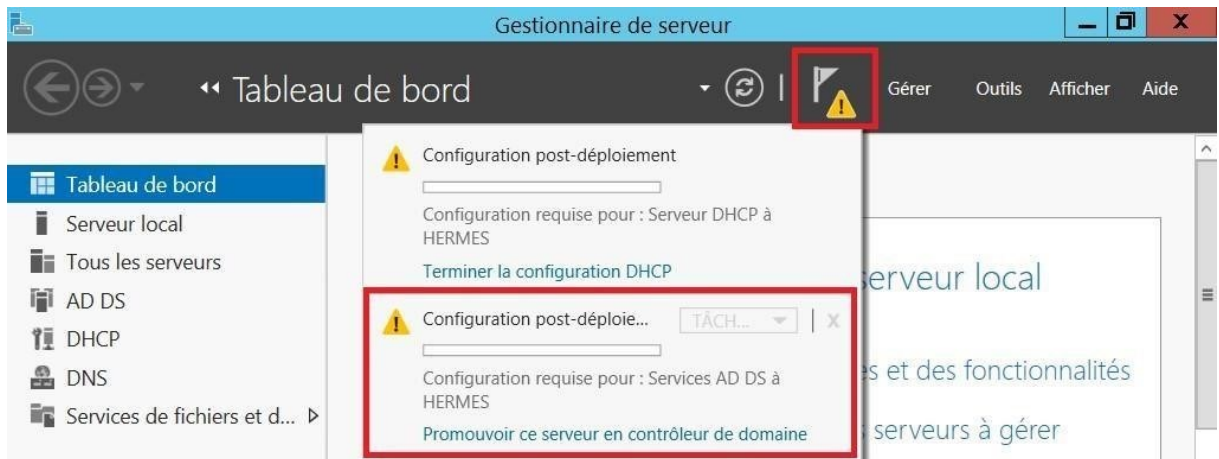 Gestionnaire de serveur
Tableau de bord
Gérer Outils Afficher Aide
Tableau de bord
Serveur local
Tous les serveurs
AD DS
DHCP
DNS
Services de fichiers et d...
Configuration post-déploiement
Configuration requise pour : Serveur DHCP à
HERMES
Terminer la configuration DHCP
Configuration post-déploie... TÂCH... X
Configuration requise pour : Services AD DS à
HERMES
Promouvoir ce serveur en contrôleur de domaine
serveur local
s et des fonctionnalités
serveurs à gérer